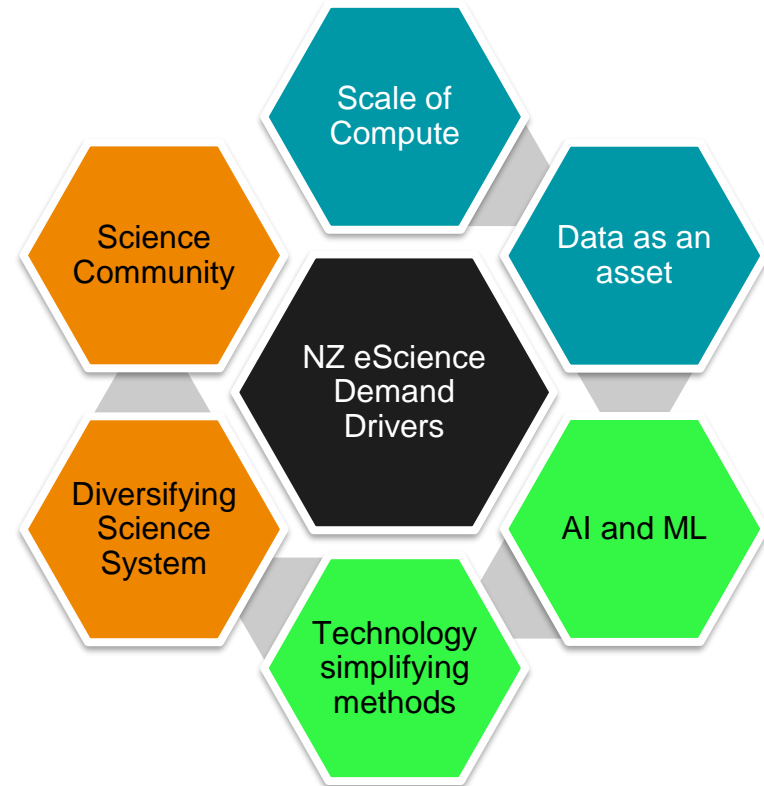 Scale of
Compute
Science
Community
Data as an
asset
NZ eScience
Demand
Drivers
Diversifying
Science
System
AI and ML
Technology
simplifying
methods